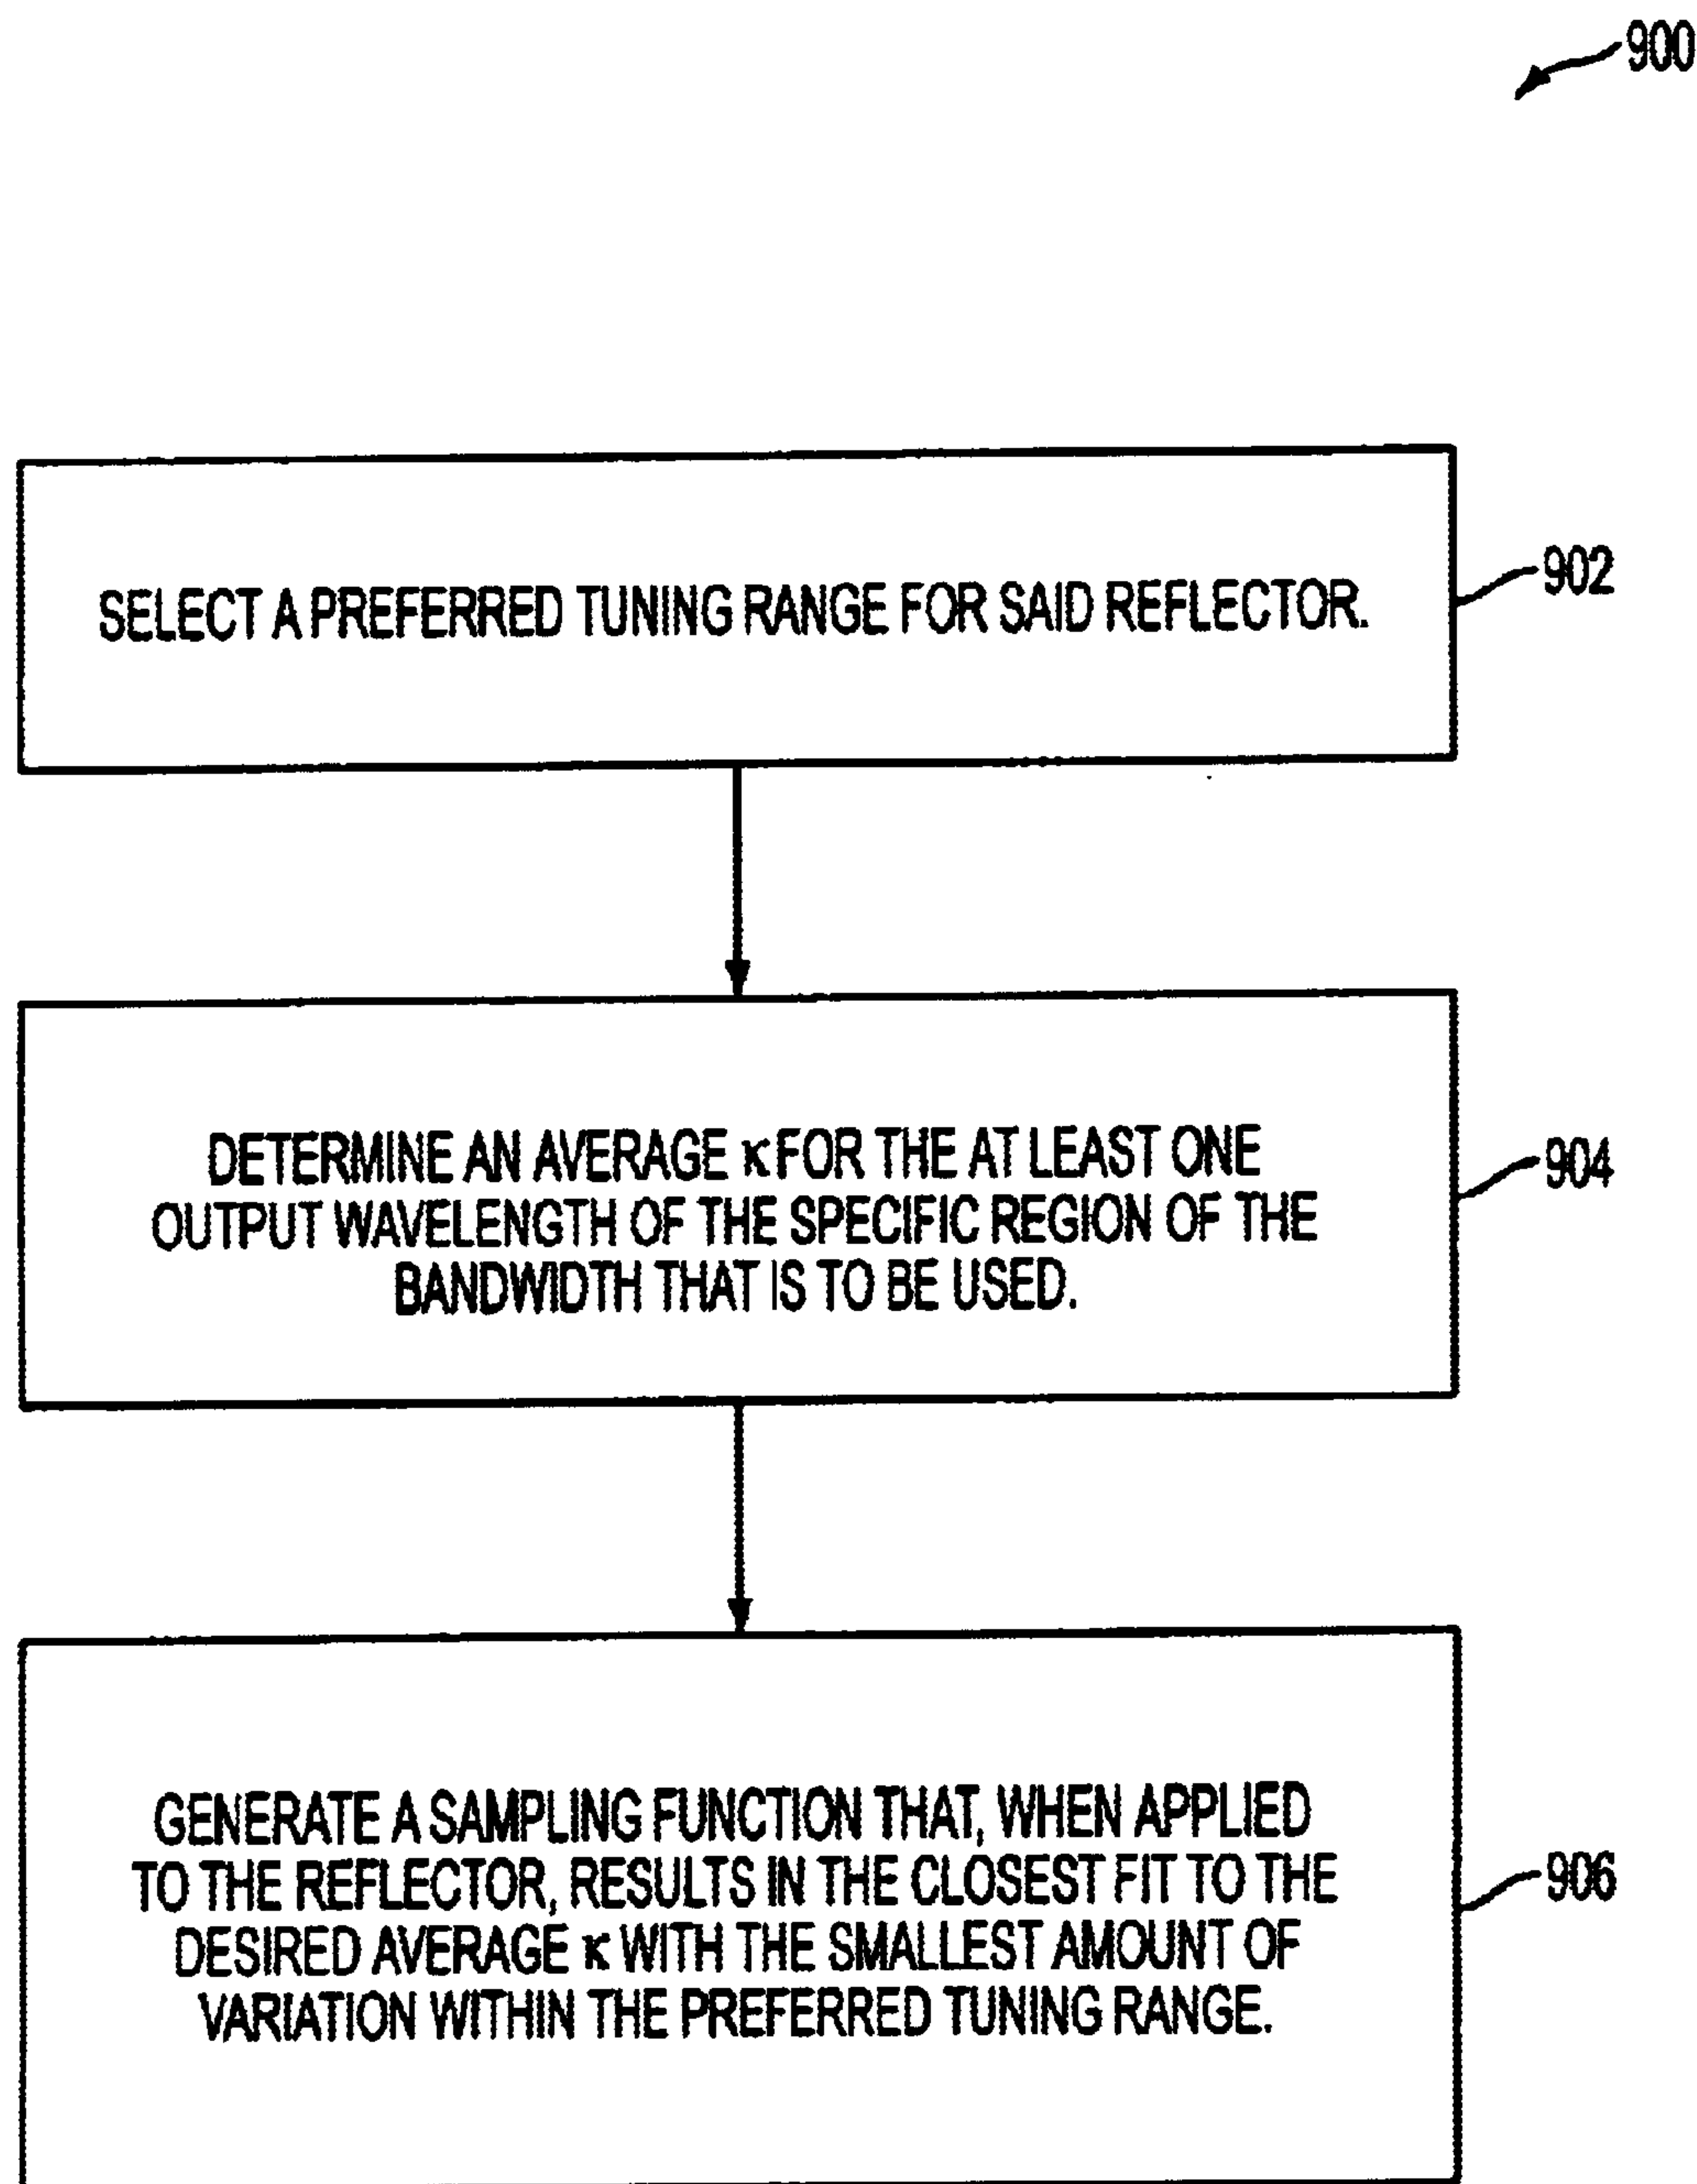 900
SELECT A PREFERRED TUNING RANGE FOR SAID REFLECTOR.
902
DETERMINE AN AVERAGE κ FOR THE AT LEAST ONE
OUTPUT WAVELENGTH OF THE SPECIFIC REGION OF THE
BANDWIDTH THAT IS TO BE USED.
904
GENERATE A SAMPLING FUNCTION THAT, WHEN APPLIED
TO THE REFLECTOR, RESULTS IN THE CLOSEST FIT TO THE
DESIRED AVERAGE κ WITH THE SMALLEST AMOUNT OF
VARIATION WITHIN THE PREFERRED TUNING RANGE.
906